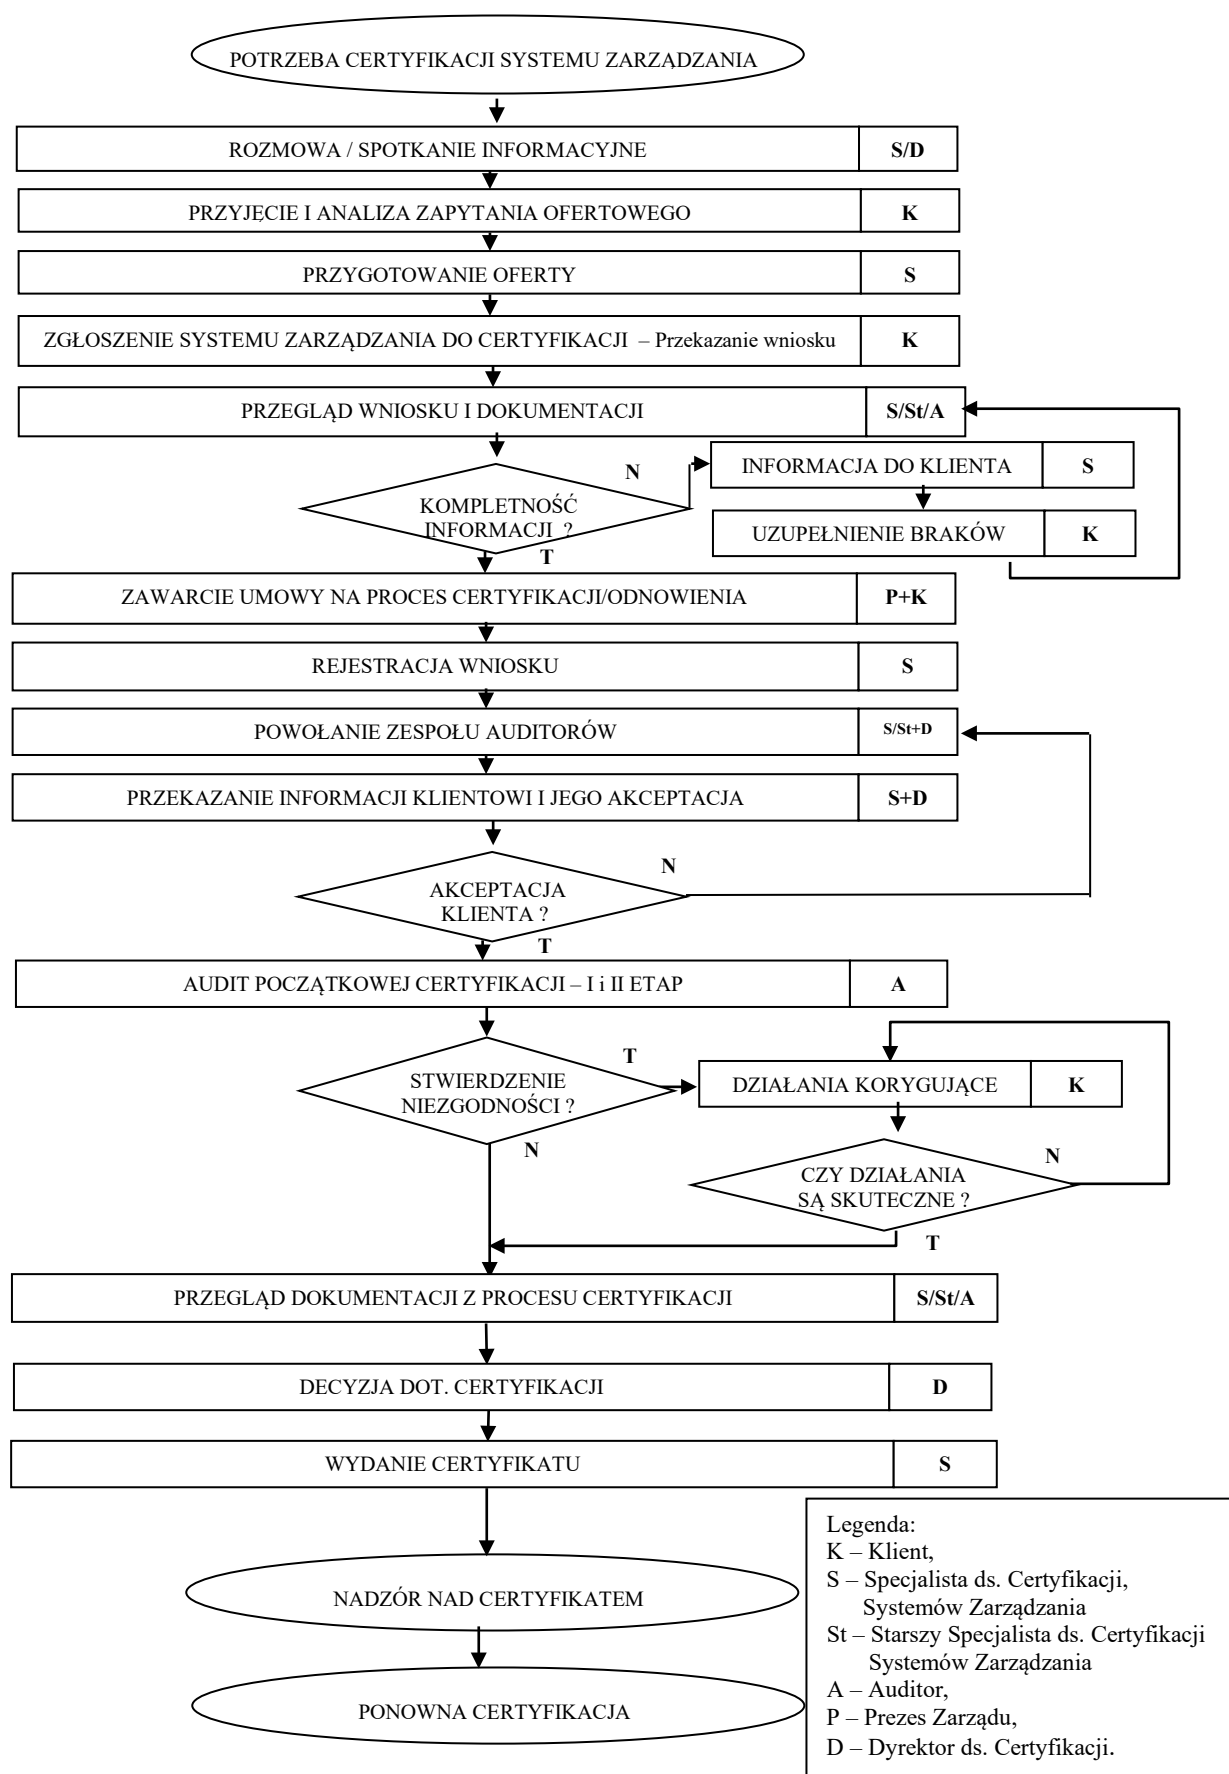 POTRZEBA CERTYFIKACJI SYSTEMU ZARZĄDZANIA
ROZMOWA / SPOTKANIE INFORMACYJNE S/D
PRZYJĘCIE I ANALIZA ZAPYTANIA OFERTOWEGO K
PRZYGOTOWANIE OFERTY S
ZGŁOSZENIE SYSTEMU ZARZĄDZANIA DO CERTYFIKACJI – Przekazanie wniosku K
PRZEGLĄD WNIOSKU I DOKUMENTACJI S/St/A
N
INFORMACJA DO KLIENTA S
KOMPLETNOŚĆ
INFORMACJI ?
UZUPEŁNIENIE BRAKÓW K
T
ZAWARCIE UMOWY NA PROCES CERTYFIKACJI/ODNOWIENIA P+K
REJESTRACJA WNIOSKU S
POWOŁANIE ZESPOŁU AUDITORÓW S/St+D
PRZEKAZANIE INFORMACJI KLIENTOWI I JEGO AKCEPTACJA S+D
N
AKCEPTACJA
KLIENTA ?
T
AUDIT POCZĄTKOWEJ CERTYFIKACJI – I i II ETAP A
T
STWIERDZENIE
NIEZGODNOŚCI ?
DZIAŁANIA KORYGUJĄCE K
N
N
CZY DZIAŁANIA
SĄ SKUTECZNE ?
T
PRZEGLĄD DOKUMENTACJI Z PROCESU CERTYFIKACJI S/St/A
DECYZJA DOT. CERTYFIKACJI D
WYDANIE CERTYFIKATU S
NADZÓR NAD CERTYFIKATEM
PONOWNA CERTYFIKACJA
Legenda:
K – Klient,
S – Specjalista ds. Certyfikacji,
Systemów Zarządzania
St – Starszy Specjalista ds. Certyfikacji
Systemów Zarządzania
A – Auditor,
P – Prezes Zarządu,
D – Dyrektor ds. Certyfikacji.